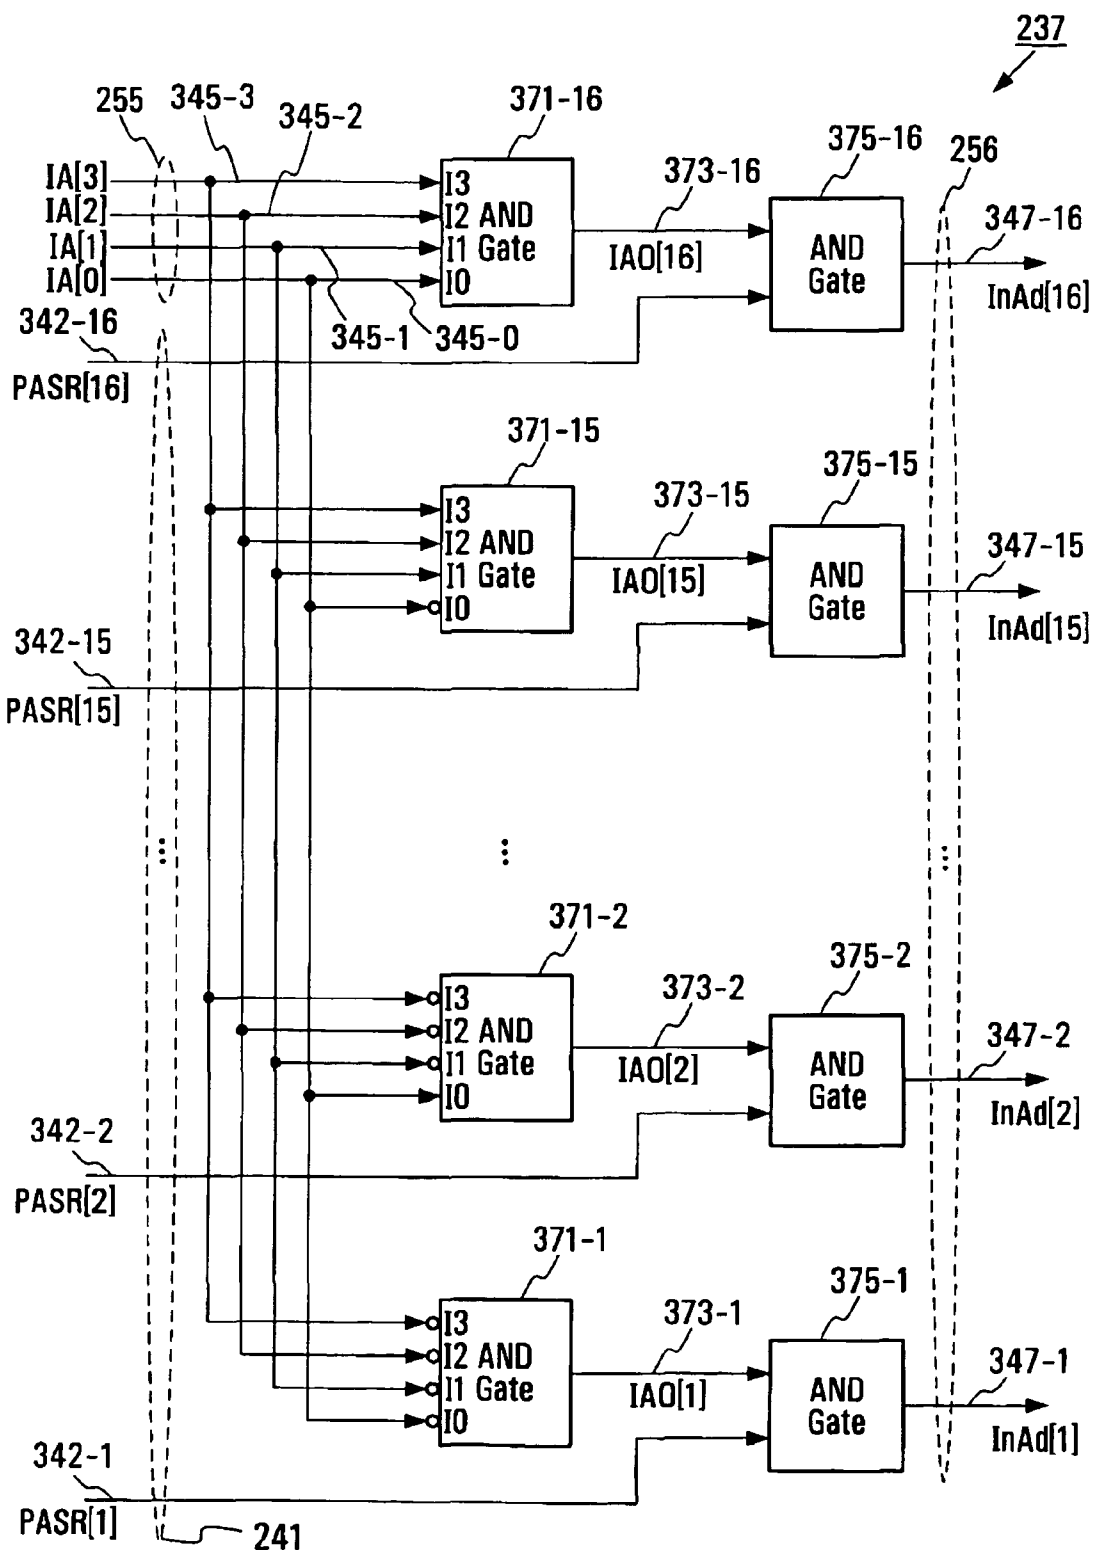 237
255
345-3
345-2
371-16
373-16
375-16
256
347-16
IA[3]
IA[2]
IA[1]
IA[0]
I3
I2 AND
I1 Gate
I0
IAO[16]
AND
Gate
InAd[16]
342-16
345-1
345-0
PASR[16]
371-15
373-15
375-15
347-15
I3
I2 AND
I1 Gate
I0
IAO[15]
AND
Gate
InAd[15]
342-15
PASR[15]
...
...
...
371-2
373-2
375-2
347-2
I3
I2 AND
I1 Gate
I0
IAO[2]
AND
Gate
InAd[2]
342-2
PASR[2]
371-1
373-1
375-1
347-1
I3
I2 AND
I1 Gate
I0
IAO[1]
AND
Gate
InAd[1]
342-1
PASR[1]
241